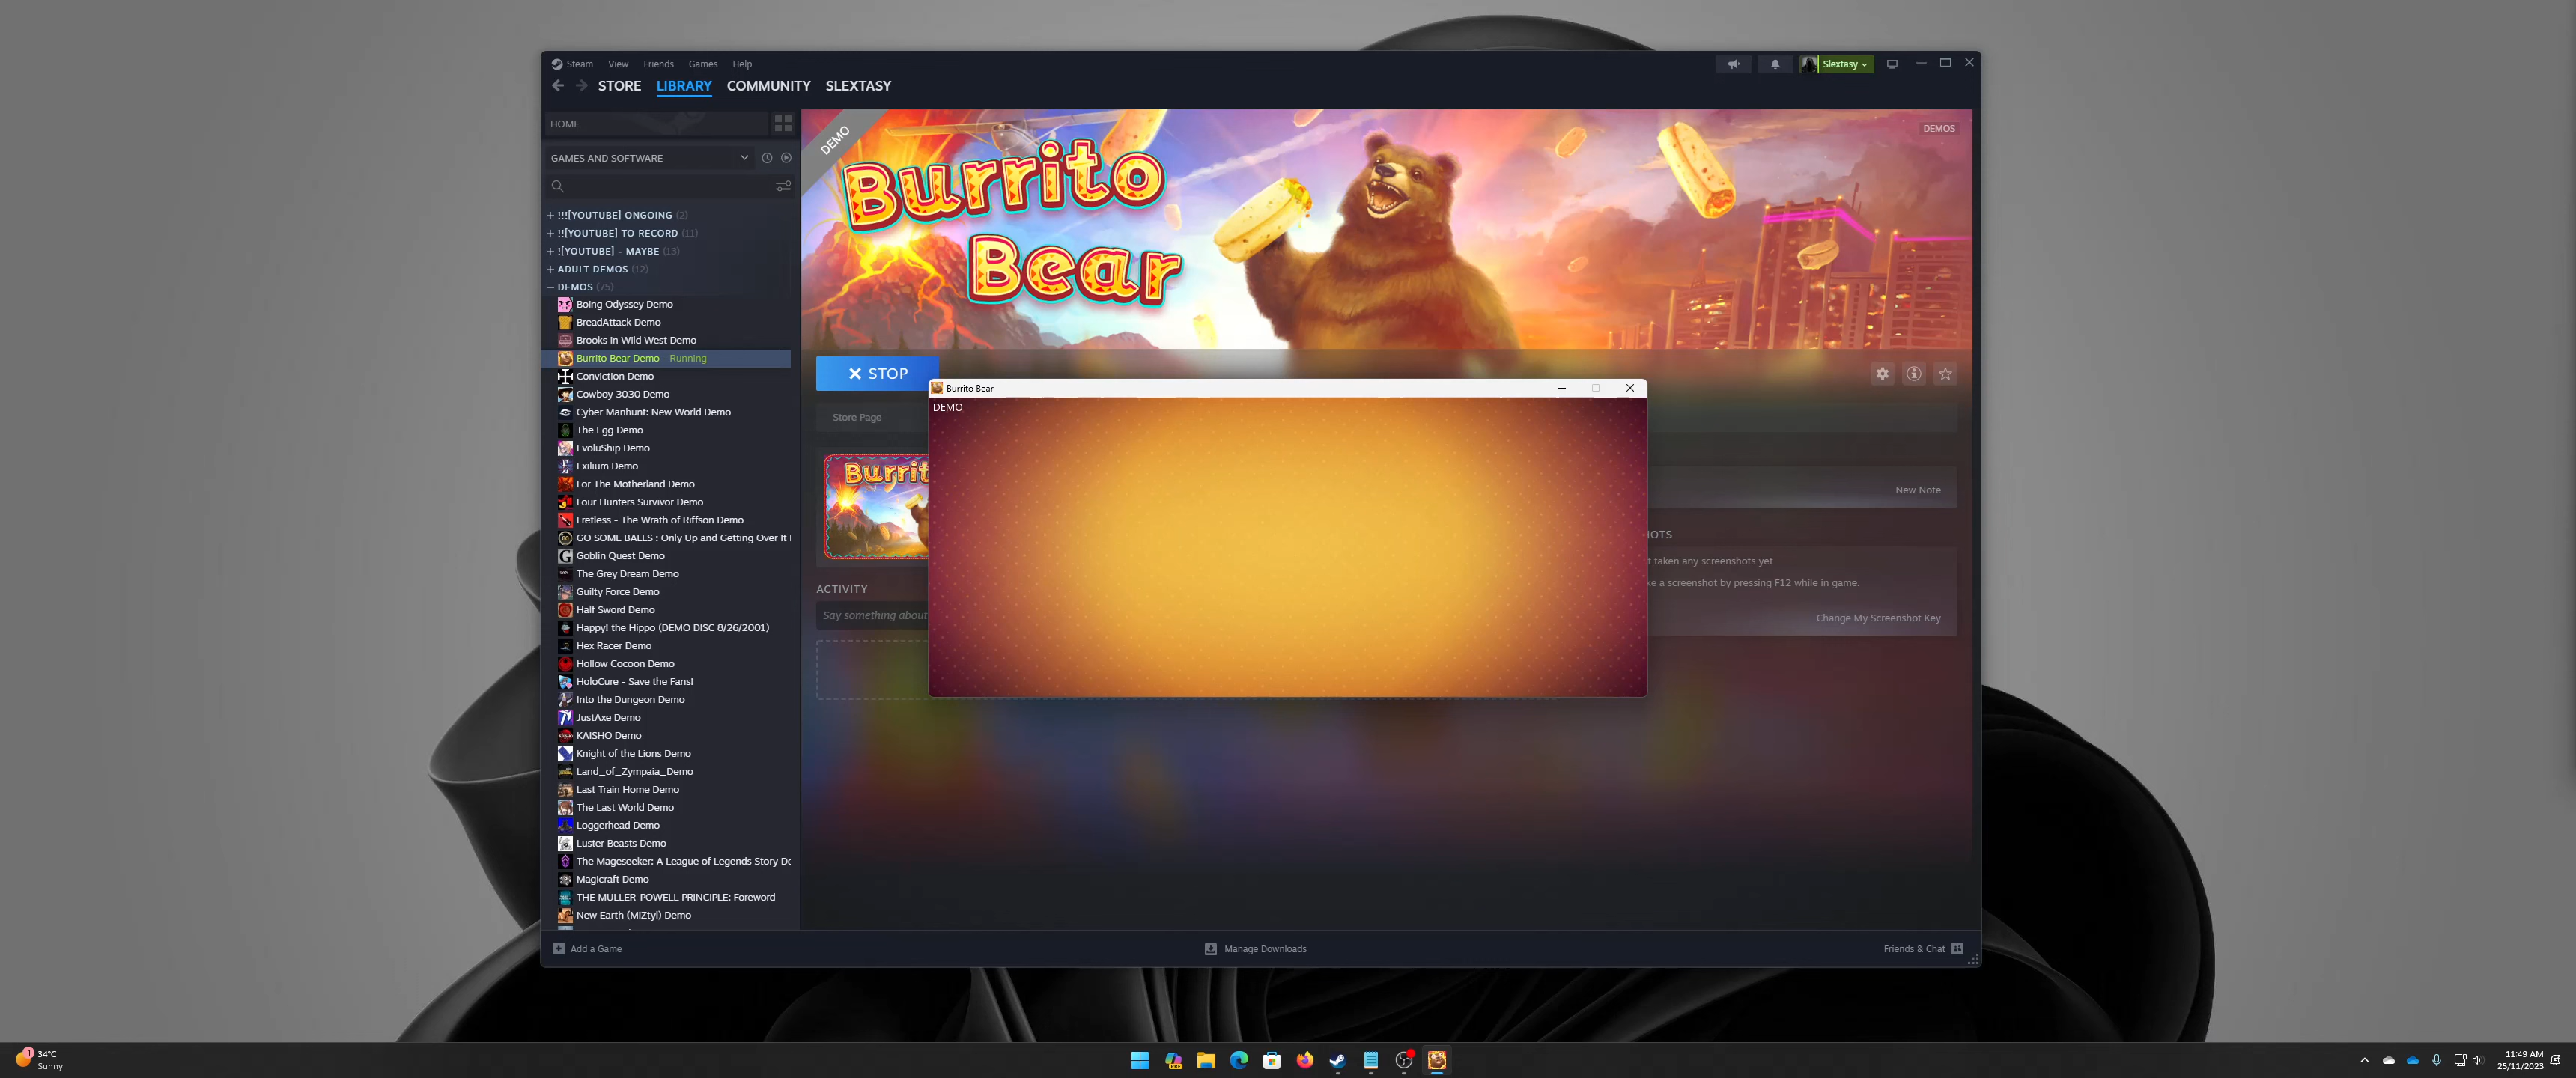 Steam View Friends Games Help
Slextasy
STORE LIBRARY COMMUNITY SLEXTASY
HOME
GAMES AND SOFTWARE
!!![YOUTUBE] ONGOING (2)
!![YOUTUBE] TO RECORD (11)
![YOUTUBE] - MAYBE (13)
ADULT DEMOS (12)
DEMOS (75)
Boing Odyssey Demo
BreadAttack Demo
Brooks in Wild West Demo
Burrito Bear Demo - Running
Conviction Demo
Cowboy 3030 Demo
Cyber Manhunt: New World Demo
The Egg Demo
EvoluShip Demo
Exilium Demo
For The Motherland Demo
Four Hunters Survivor Demo
Fretless - The Wrath of Riffson Demo
GO SOME BALLS : Only Up and Getting Over It
Goblin Quest Demo
The Grey Dream Demo
Guilty Force Demo
Half Sword Demo
Happy! the Hippo (DEMO DISC 8/26/2001)
Hex Racer Demo
Hollow Cocoon Demo
HoloCure - Save the Fans!
Into the Dungeon Demo
JustAxe Demo
KAISHO Demo
Knight of the Lions Demo
Land_of_Zympaia_Demo
Last Train Home Demo
The Last World Demo
Loggerhead Demo
Luster Beasts Demo
The Mageseeker: A League of Legends Story De
Magicraft Demo
THE MULLER-POWELL PRINCIPLE: Foreword
New Earth (MiZtyl) Demo
DEMO
Burrito
Bear
DEMOS
STOP
Store Page
Burrit
ACTIVITY
Say something about
Burrito Bear
DEMO
New Note
OTS
t taken any screenshots yet
ke a screenshot by pressing F12 while in game.
Change My Screenshot Key
Add a Game
Manage Downloads
Friends & Chat
1
34°C
Sunny
11:49 AM
25/11/2023